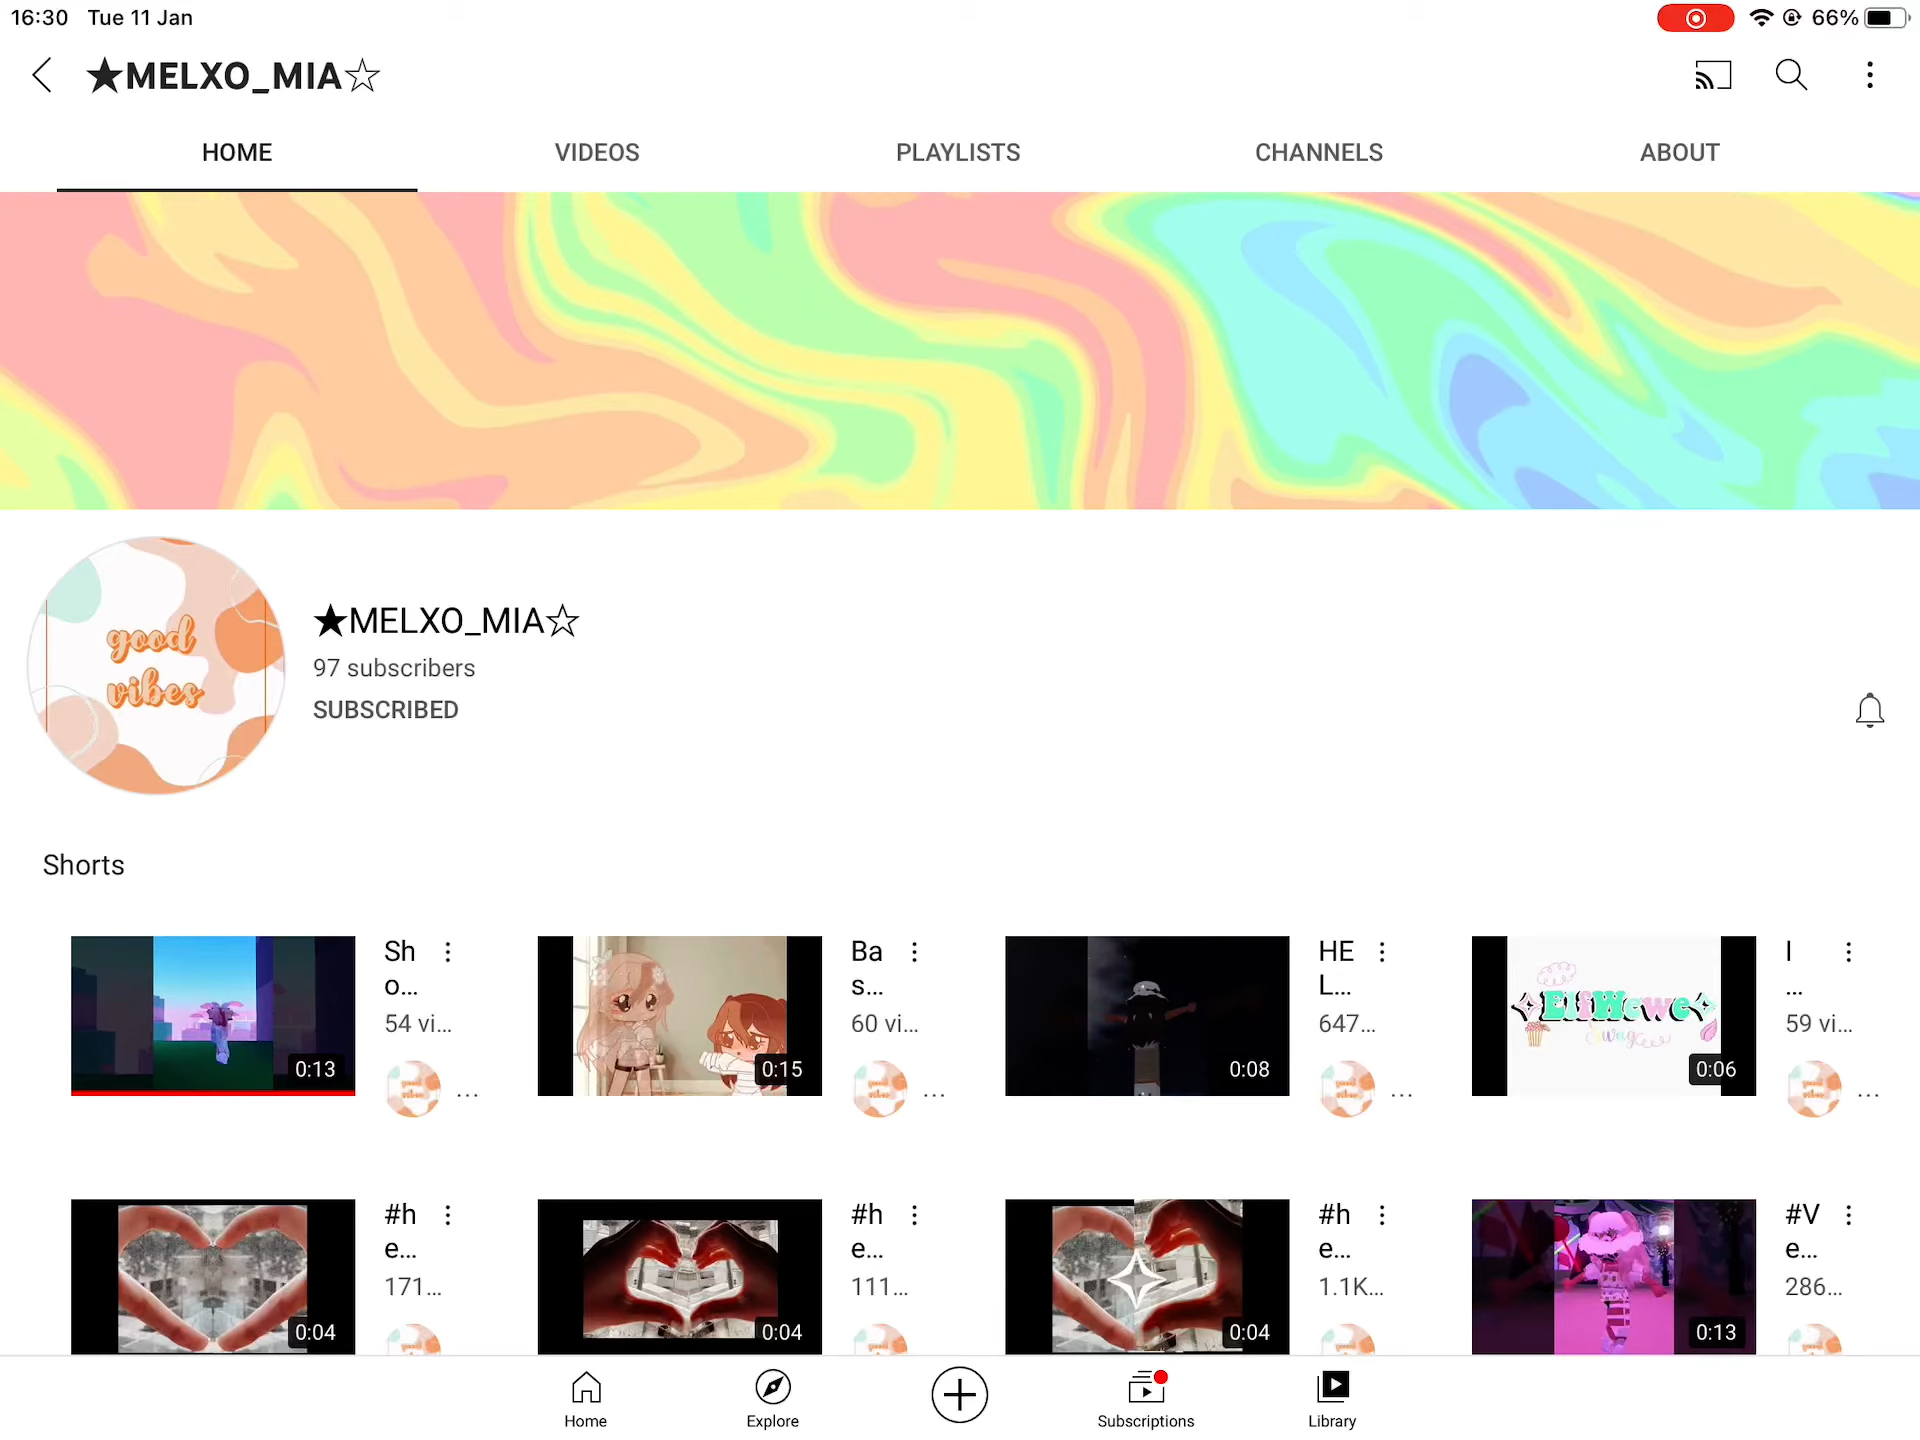 16:30 Tue 11 Jan
66%
★MELXO_MIA☆
HOME VIDEOS PLAYLISTS CHANNELS ABOUT
good
vibes
★MELXO_MIA☆
97 subscribers
SUBSCRIBED
Shorts
0:13
Sh
o...
54 vi...
...
0:15
Ba
s...
60 vi...
...
0:08
HE
L...
647...
...
ElfWcwe
swag
0:06
I
...
59 vi...
...
0:04
#h
e...
171...
0:04
#h
e...
111...
0:04
#h
e...
1.1K...
0:13
#V
e...
286...
Home Explore Subscriptions Library